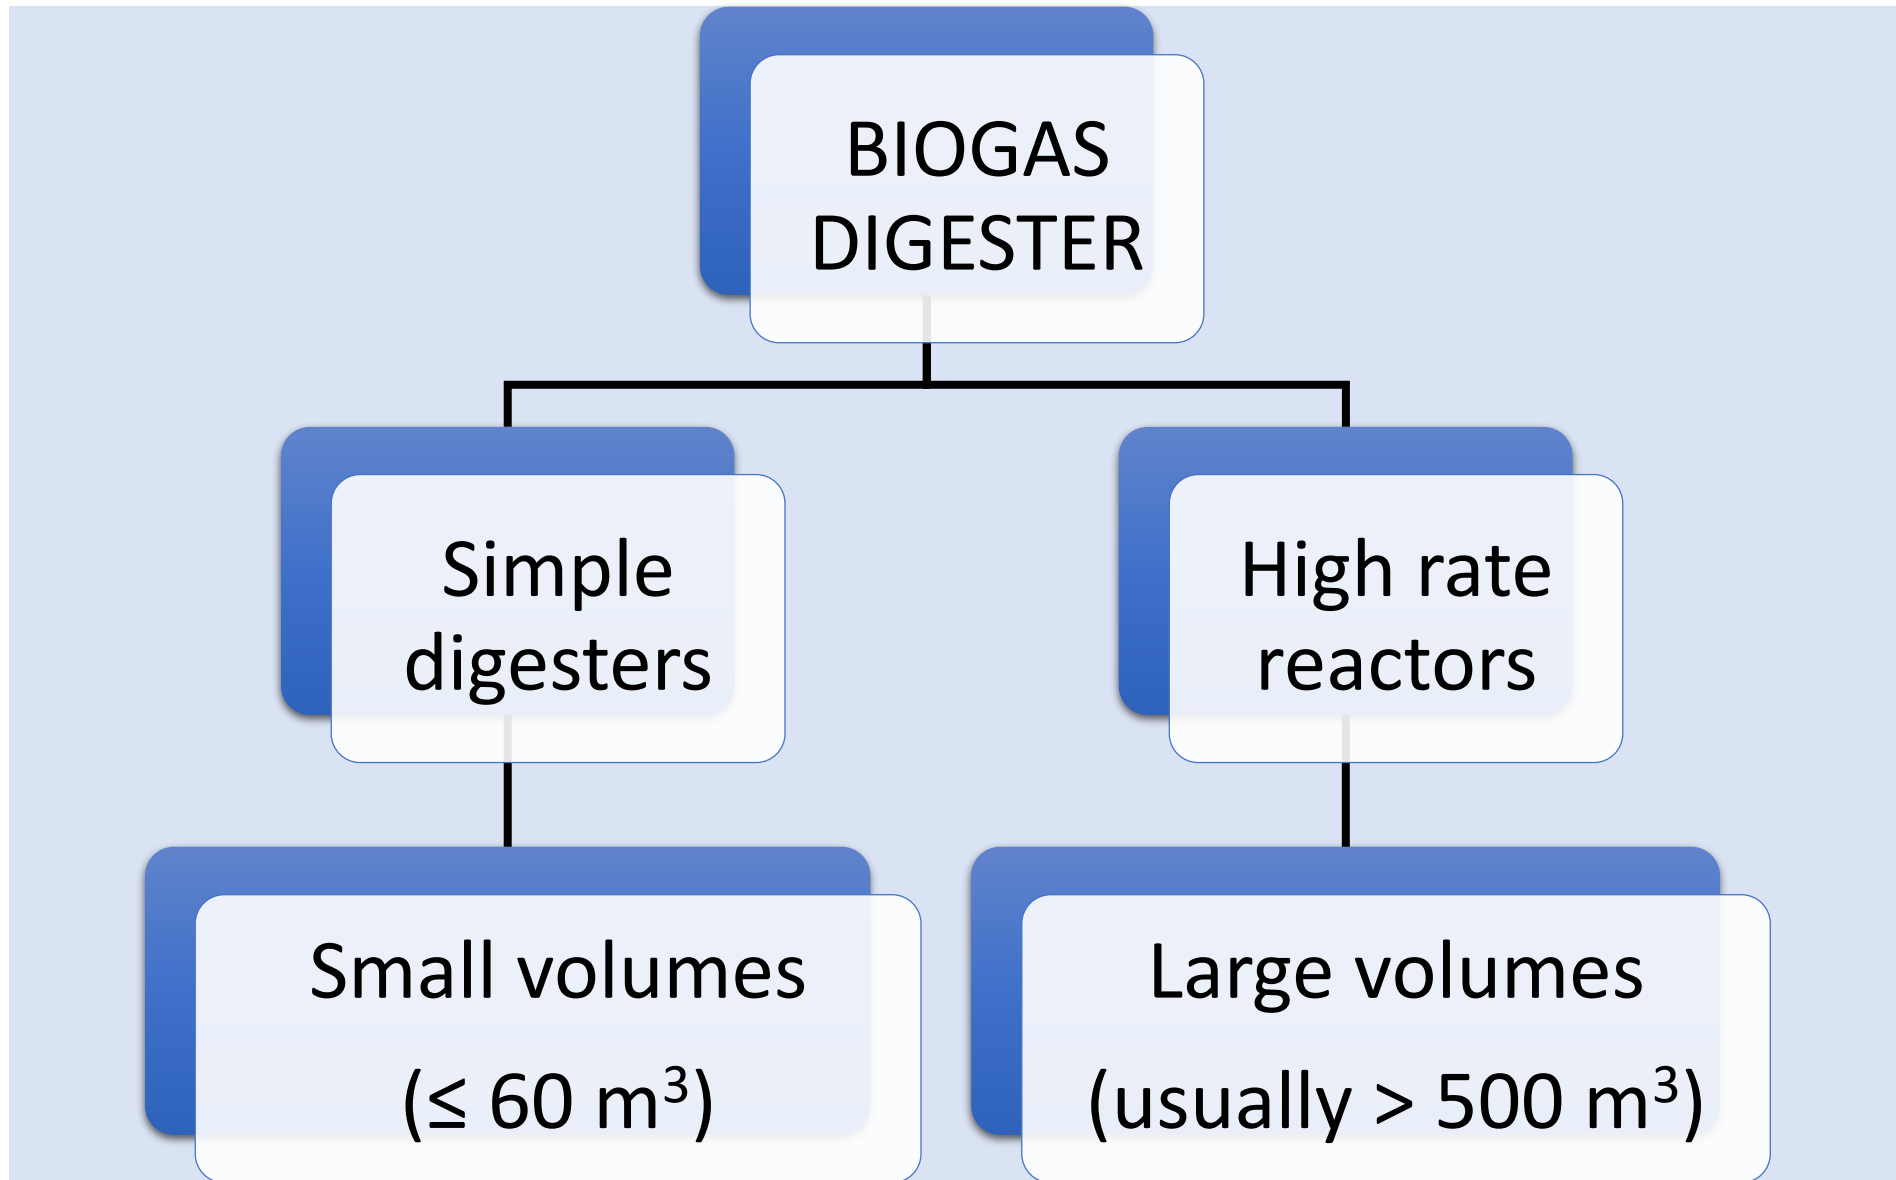 BIOGAS
DIGESTER
Simple
digesters
High rate
reactors
Small volumes
(≤ 60 m³)
Large volumes
(usually > 500 m³)